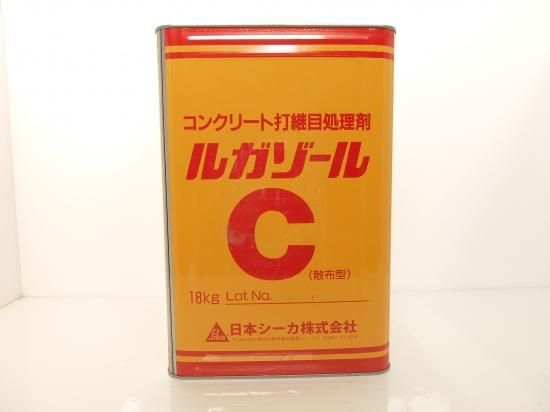 コンクリート打継目処理剤
ルガゾール
C
(散布型)
18kg Lot No.
Sika 日本シーカ株式会社